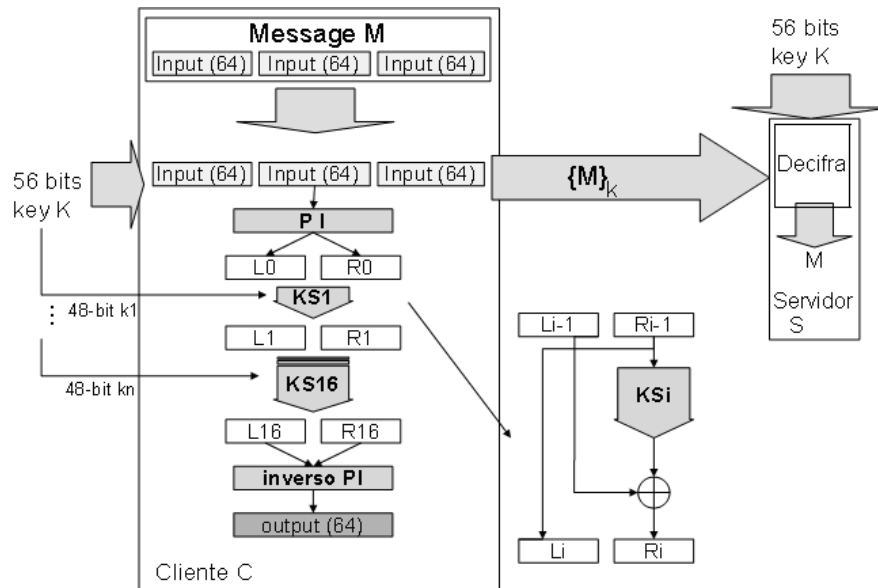 Message M
Input (64) Input (64) Input (64)
56 bits
key K
Input (64) Input (64) Input (64)
{M}K
56 bits
key K
Decifra
M
Servidor
S
P I
L0 R0
48-bit k1
KS1
L1 R1
48-bit kn
KS16
L16 R16
inverso PI
output (64)
Cliente C
Li-1 Ri-1
KSi
Li Ri